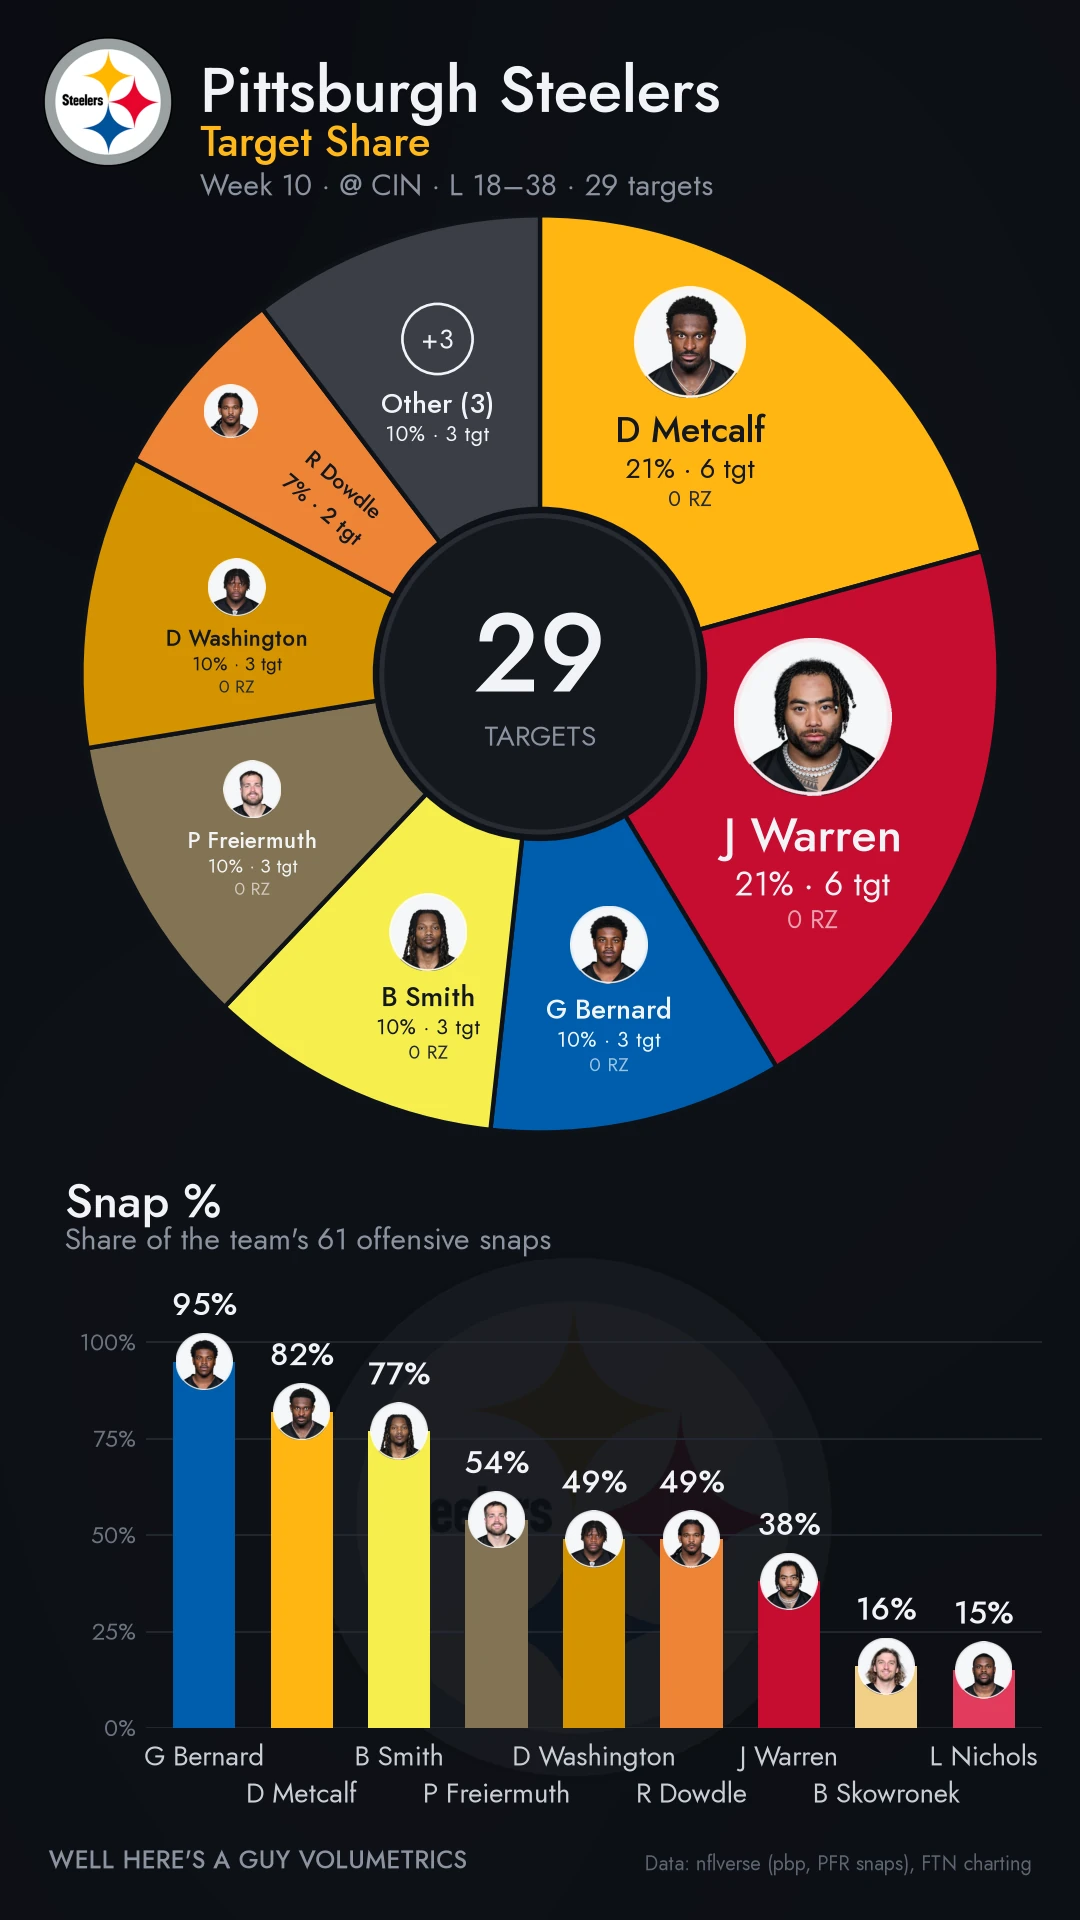 Steelers
Pittsburgh Steelers
Target Share
Week 10 · @ CIN · L 18–38 · 29 targets
+3
Other (3)
10% · 3 tgt
D Metcalf
21% · 6 tgt
0 RZ
R Dowdle
7% · 2 tgt
D Washington
10% · 3 tgt
0 RZ
29
TARGETS
J Warren
21% · 6 tgt
0 RZ
P Freiermuth
10% · 3 tgt
0 RZ
B Smith
10% · 3 tgt
0 RZ
G Bernard
10% · 3 tgt
0 RZ
Snap %
Share of the team's 61 offensive snaps
95%
82%
77%
54%
49%
49%
38%
16%
15%
100%
75%
50%
25%
0%
G Bernard
D Metcalf
B Smith
P Freiermuth
D Washington
R Dowdle
J Warren
B Skowronek
L Nichols
WELL HERE'S A GUY VOLUMETRICS
Data: nflverse (pbp, PFR snaps), FTN charting